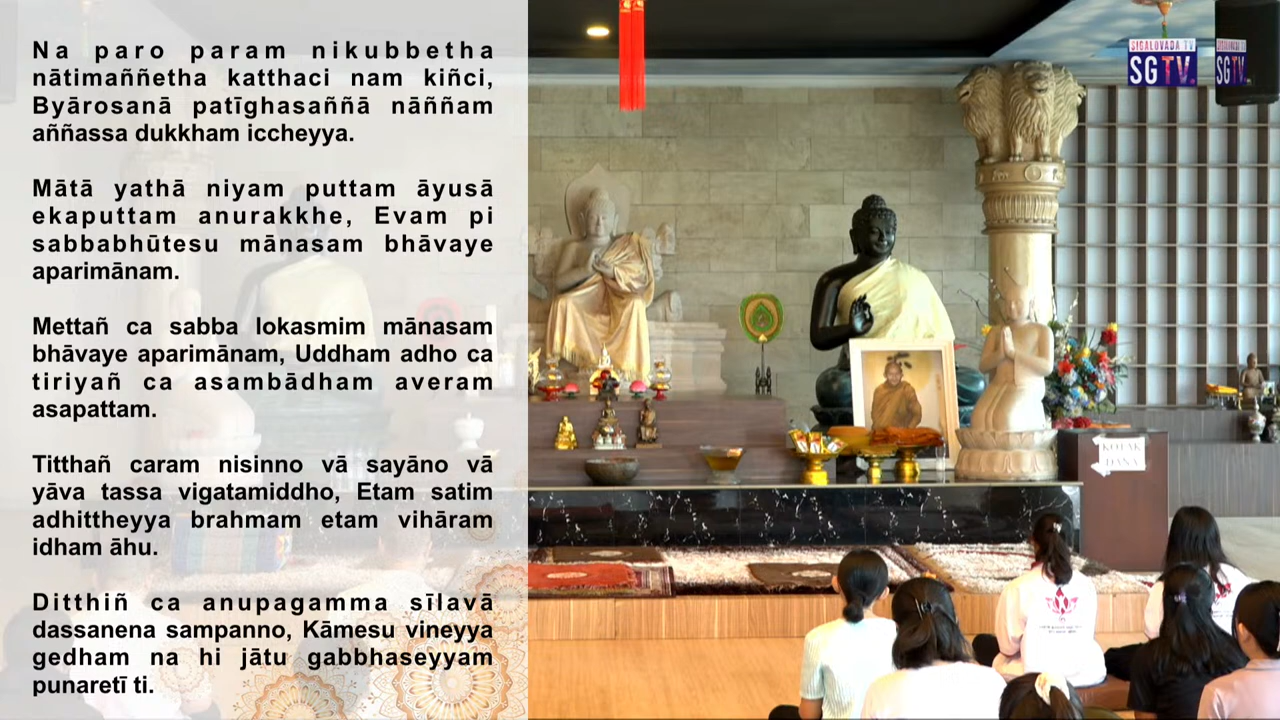 Na paro param nikubbetha
nātimaññetha katthaci nam kiñci,
Byārosanā patīghasaññā nāññam
aññassa dukkham iccheyya.
Mātā yathā niyam puttam āyusā
ekaputtam anurakkhe, Evam pi
sabbabhūtesu mānasam bhāvaye
aparimānam.
Mettañ ca sabba lokasmim mānasam
bhāvaye aparimānam, Uddham adho ca
tiriyañ ca asambādham averam
asapattam.
Titthañ caram nisinno vā sayāno vā
yāva tassa vigatamiddho, Etam satim
adhittheyya brahmam etam vihāram
idham āhu.
Ditthiñ ca anupagamma sīlavā
dassanena sampanno, Kāmesu vineyya
gedham na hi jātu gabbhaseyyam
punaretī ti.
SIGALOVADA TV
SGTV.
SGTV.
KOTAK
DANA